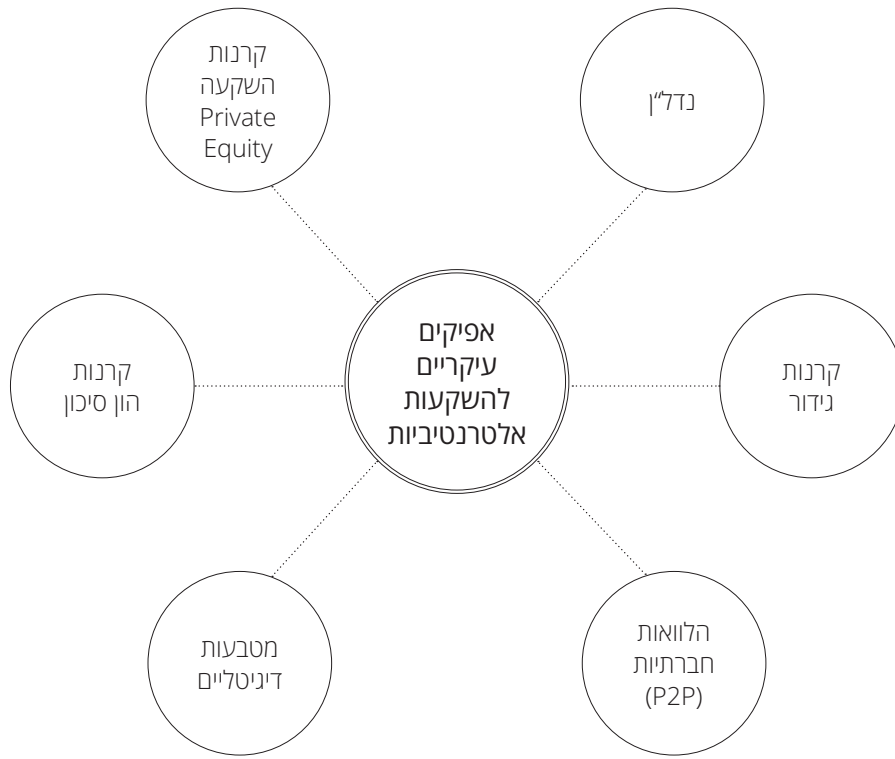 קרנות
השקעה
Private
Equity
נדל“ן
אפיקים
עיקריים
להשקעות
אלטרנטיביות
קרנות
הון סיכון
קרנות
גידור
מטבעות
דיגיטליים
הלוואות
חברתיות
(P2P)